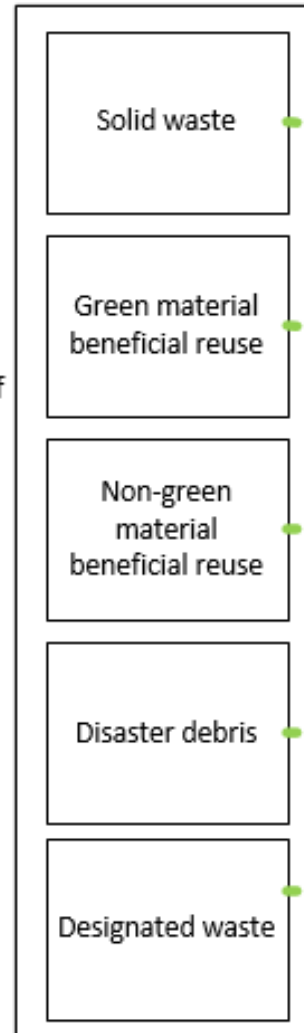 Solid waste
Green material
beneficial reuse
f
Non-green
material
beneficial reuse
Disaster debris
Designated waste